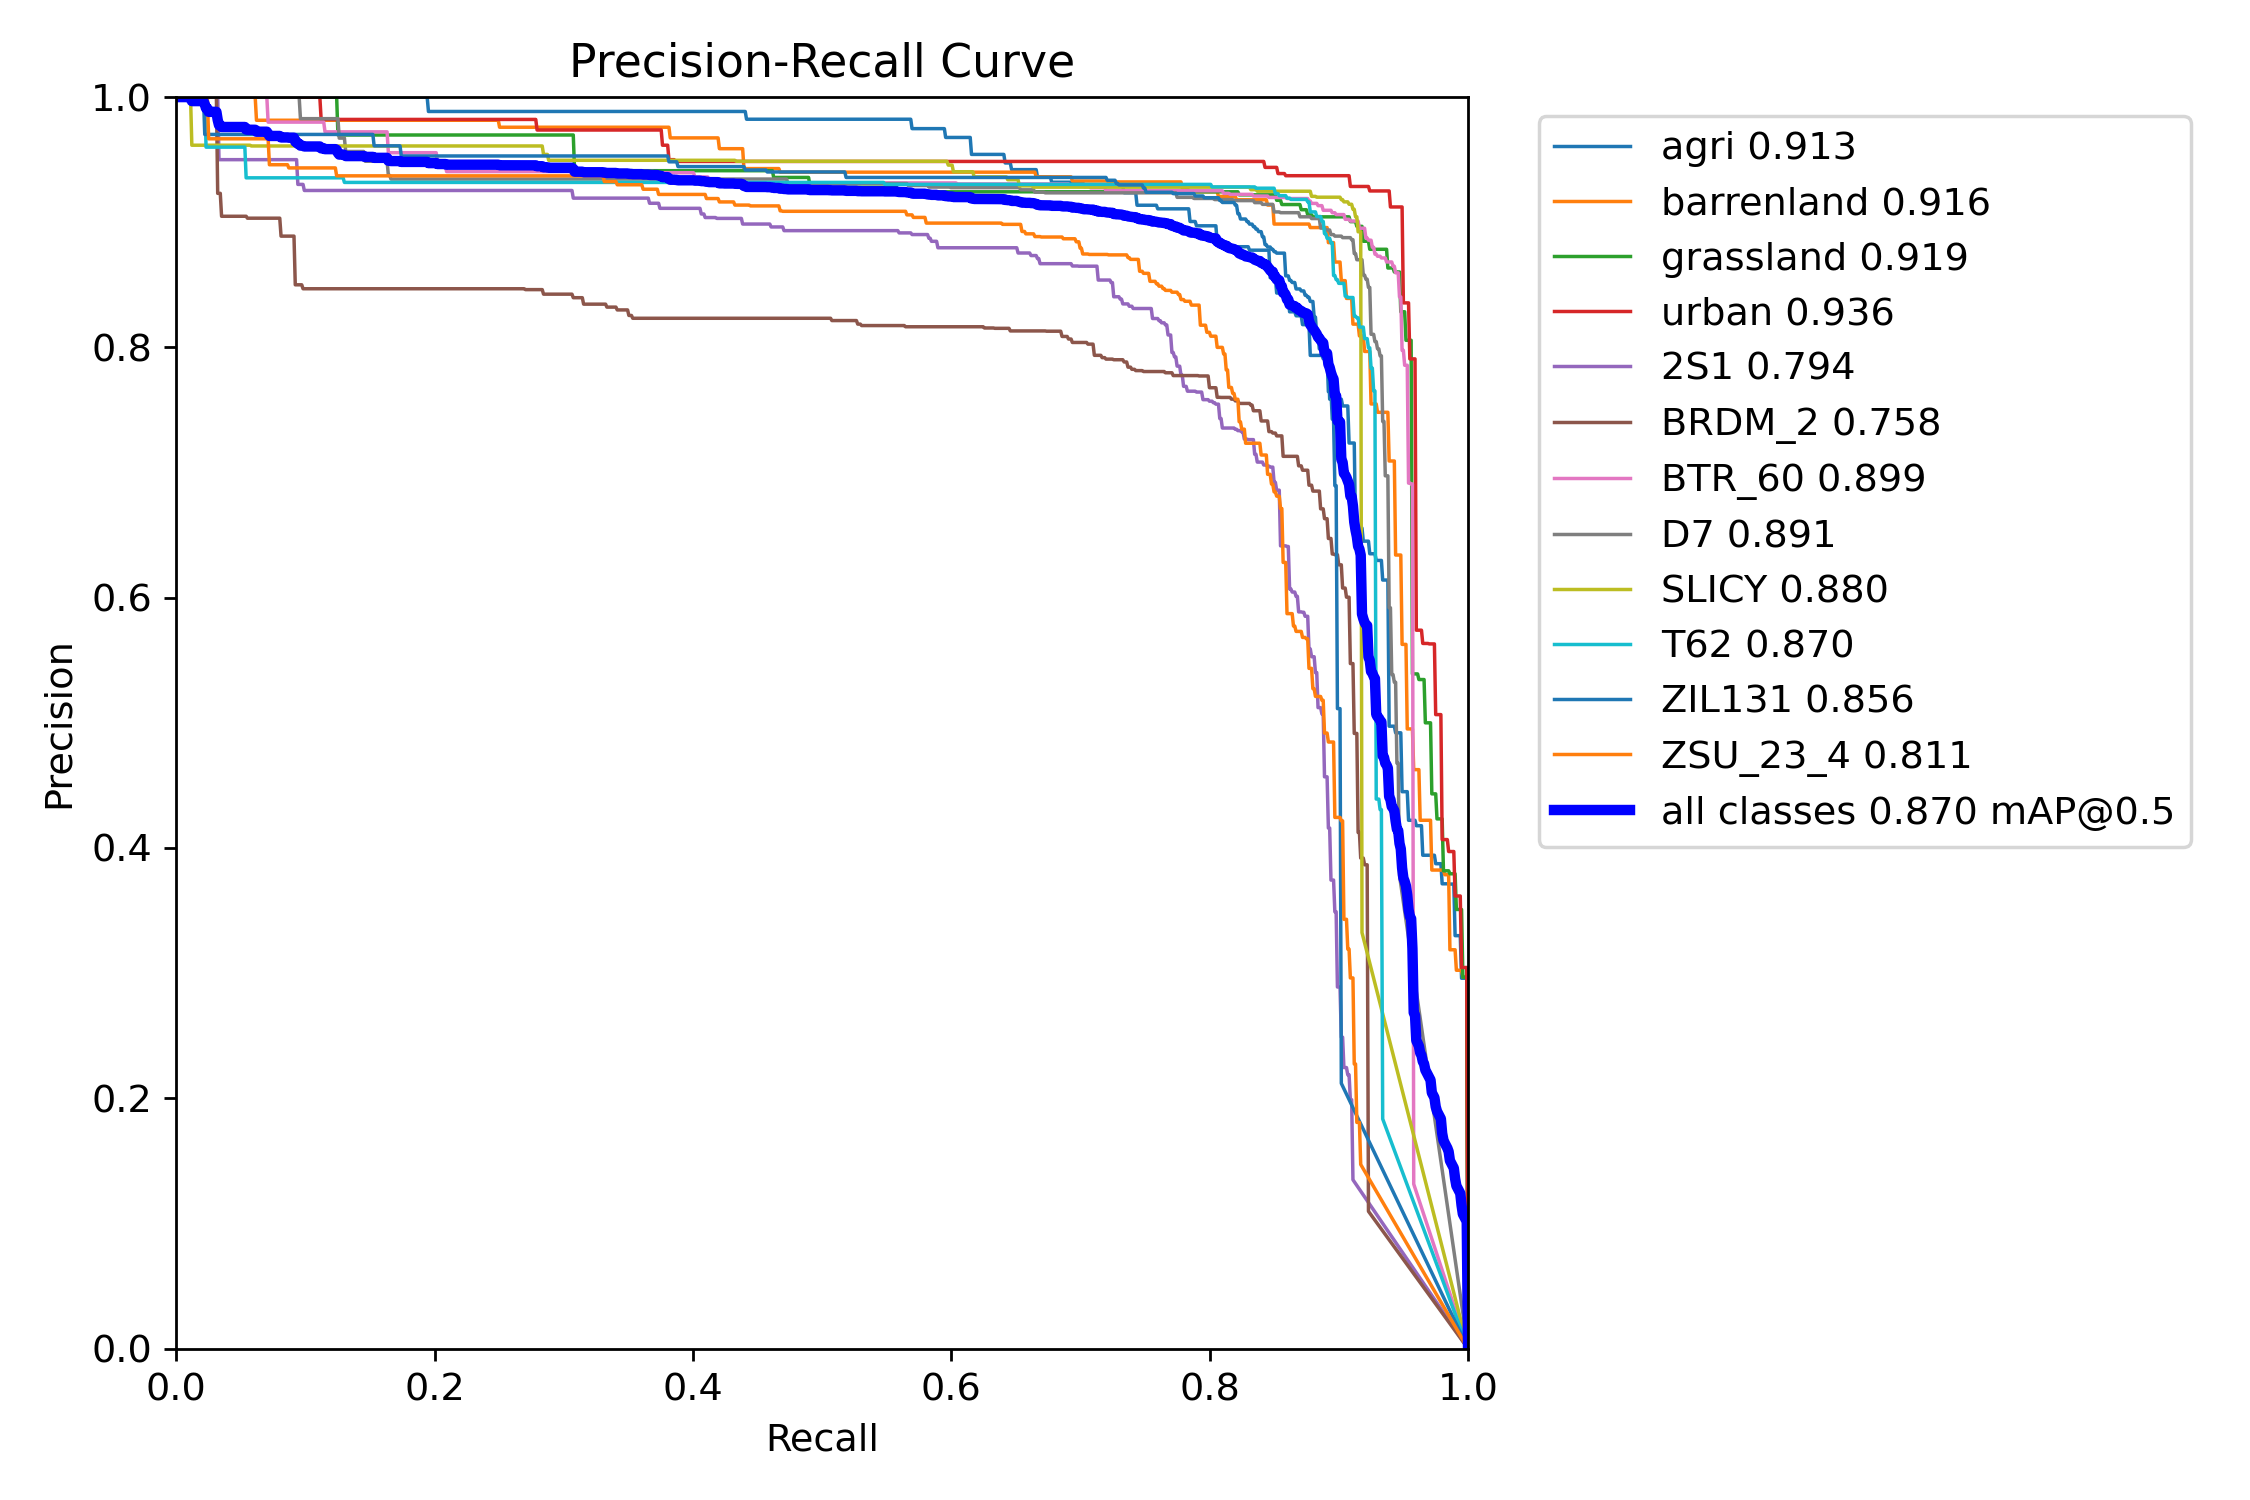 Precision-Recall Curve
1.0
0.8
0.6
0.4
0.2
0.0
Precision
0.0 0.2 0.4 0.6 0.8 1.0
Recall
agri 0.913
barrenland 0.916
grassland 0.919
urban 0.936
2S1 0.794
BRDM_2 0.758
BTR_60 0.899
D7 0.891
SLICY 0.880
T62 0.870
ZIL131 0.856
ZSU_23_4 0.811
all classes 0.870 mAP@0.5